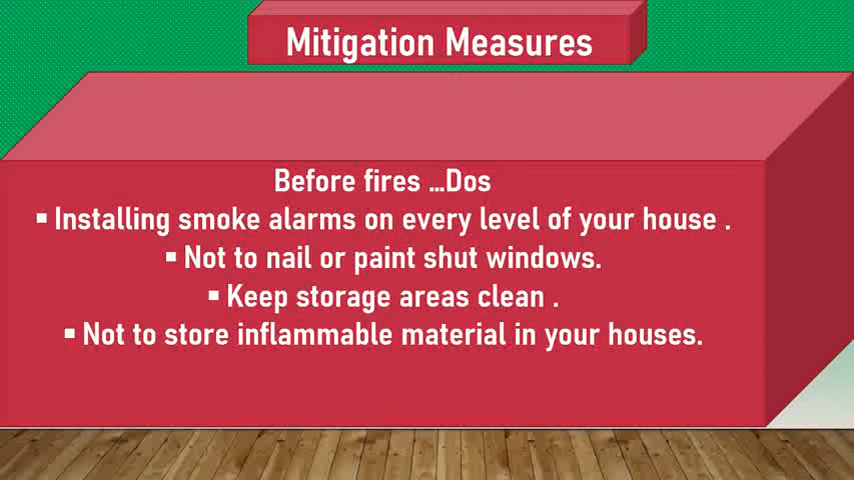 Mitigation Measures
Before fires ...Dos
▪ Installing smoke alarms on every level of your house .
▪ Not to nail or paint shut windows.
▪ Keep storage areas clean .
▪ Not to store inflammable material in your houses.